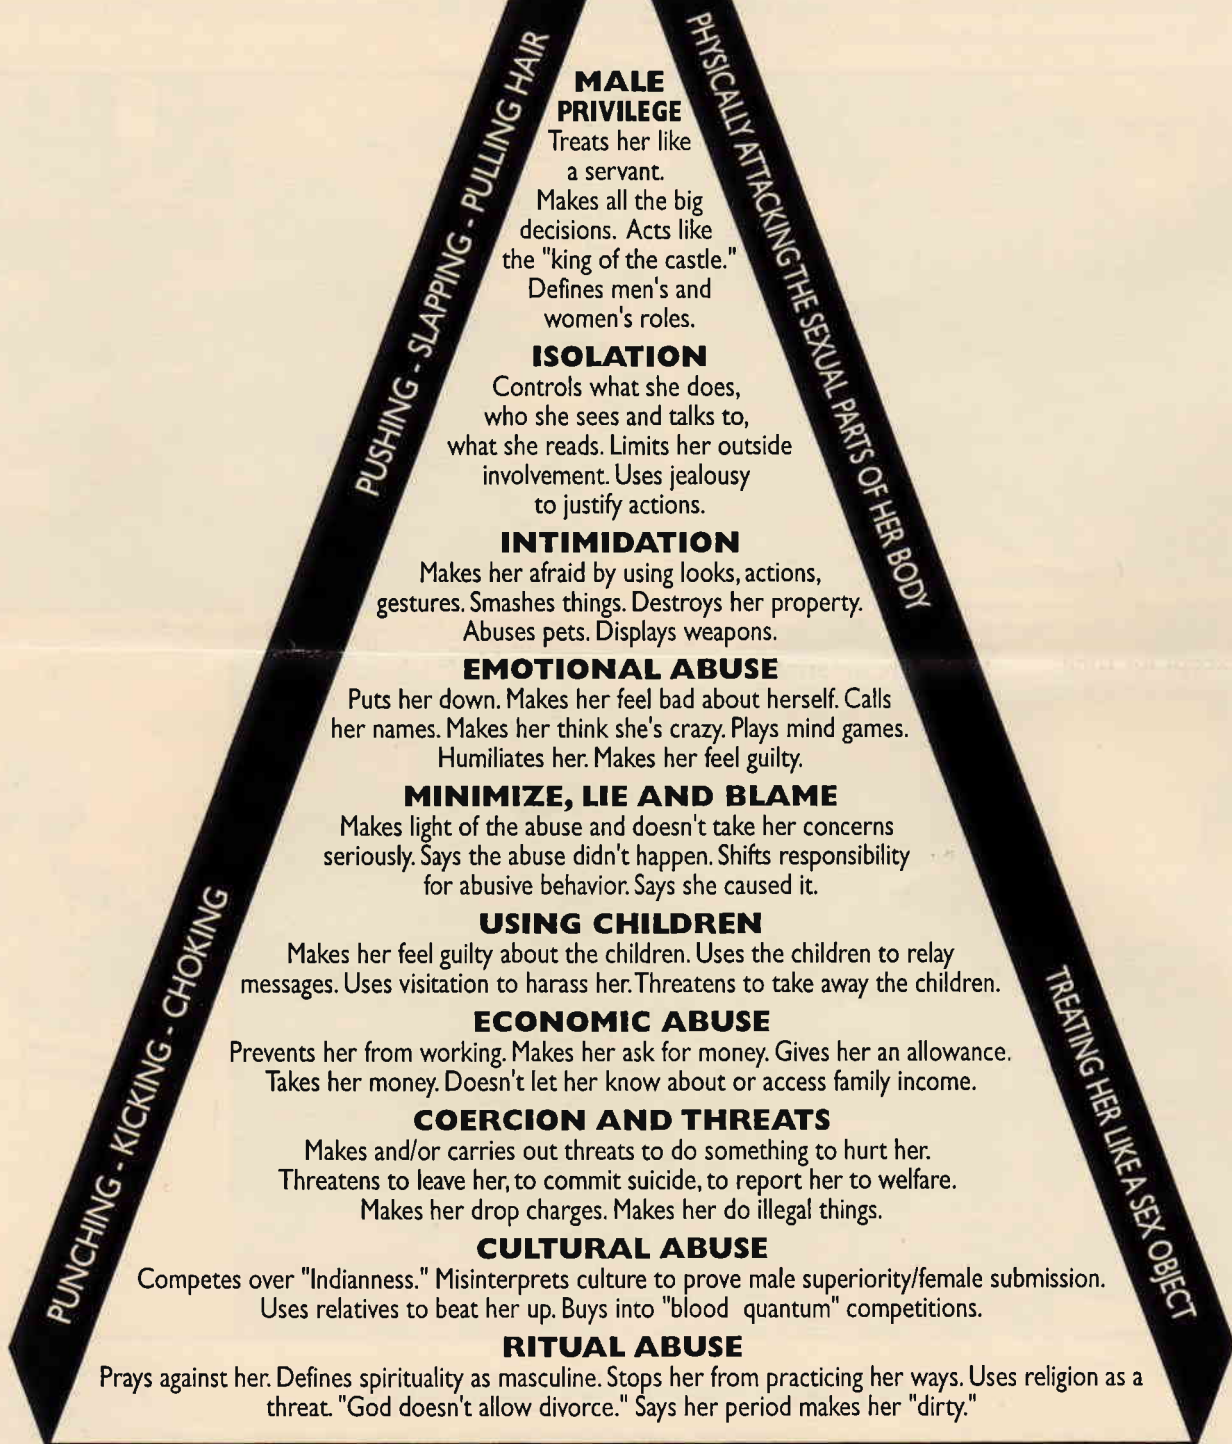 PUSHING - SLAPPING - PULLING HAIR
PUNCHING - KICKING - CHOKING
PHYSICALLY ATTACKING THE SEXUAL PARTS OF HER BODY
TREATING HER LIKE A SEX OBJECT
MALE
PRIVILEGE
Treats her like
a servant.
Makes all the big
decisions. Acts like
the "king of the castle."
Defines men's and
women's roles.
ISOLATION
Controls what she does,
who she sees and talks to,
what she reads. Limits her outside
involvement. Uses jealousy
to justify actions.
INTIMIDATION
Makes her afraid by using looks, actions,
gestures. Smashes things. Destroys her property.
Abuses pets. Displays weapons.
EMOTIONAL ABUSE
Puts her down. Makes her feel bad about herself. Calls
her names. Makes her think she's crazy. Plays mind games.
Humiliates her. Makes her feel guilty.
MINIMIZE, LIE AND BLAME
Makes light of the abuse and doesn't take her concerns
seriously. Says the abuse didn't happen. Shifts responsibility
for abusive behavior. Says she caused it.
USING CHILDREN
Makes her feel guilty about the children. Uses the children to relay
messages. Uses visitation to harass her. Threatens to take away the children.
ECONOMIC ABUSE
Prevents her from working. Makes her ask for money. Gives her an allowance.
Takes her money. Doesn't let her know about or access family income.
COERCION AND THREATS
Makes and/or carries out threats to do something to hurt her.
Threatens to leave her, to commit suicide, to report her to welfare.
Makes her drop charges. Makes her do illegal things.
CULTURAL ABUSE
Competes over "Indianness." Misinterprets culture to prove male superiority/female submission.
Uses relatives to beat her up. Buys into "blood quantum" competitions.
RITUAL ABUSE
Prays against her. Defines spirituality as masculine. Stops her from practicing her ways. Uses religion as a
threat. "God doesn't allow divorce." Says her period makes her "dirty."